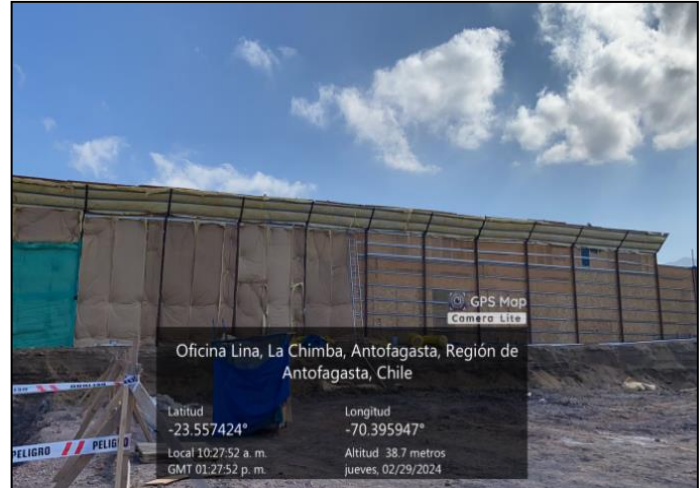 GPS Map
Camera Lite
Oficina Lina, La Chimba, Antofagasta, Región de
Antofagasta, Chile
Latitud
-23.557424°
Longitud
-70.395947°
Local 10:27:52 a. m.
GMT 01:27:52 p. m.
Altitud 38.7 metros
jueves, 02/29/2024
PELIGRO
PELIGRO